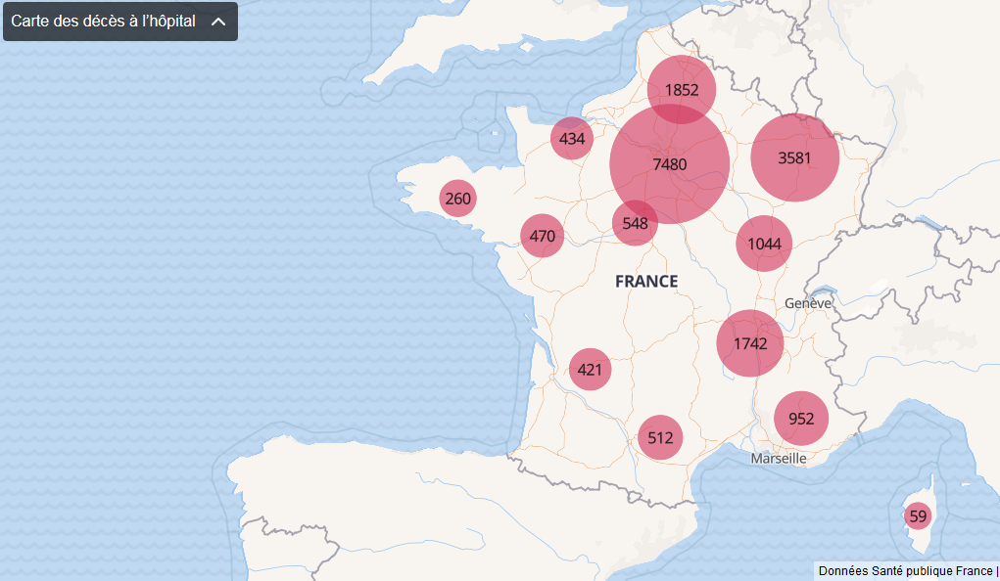 Carte des décès à l'hôpital
1852
434
7480
3581
260
548
470
1044
FRANCE
Genève
1742
421
952
512
Marseille
59
Données Santé publique France |